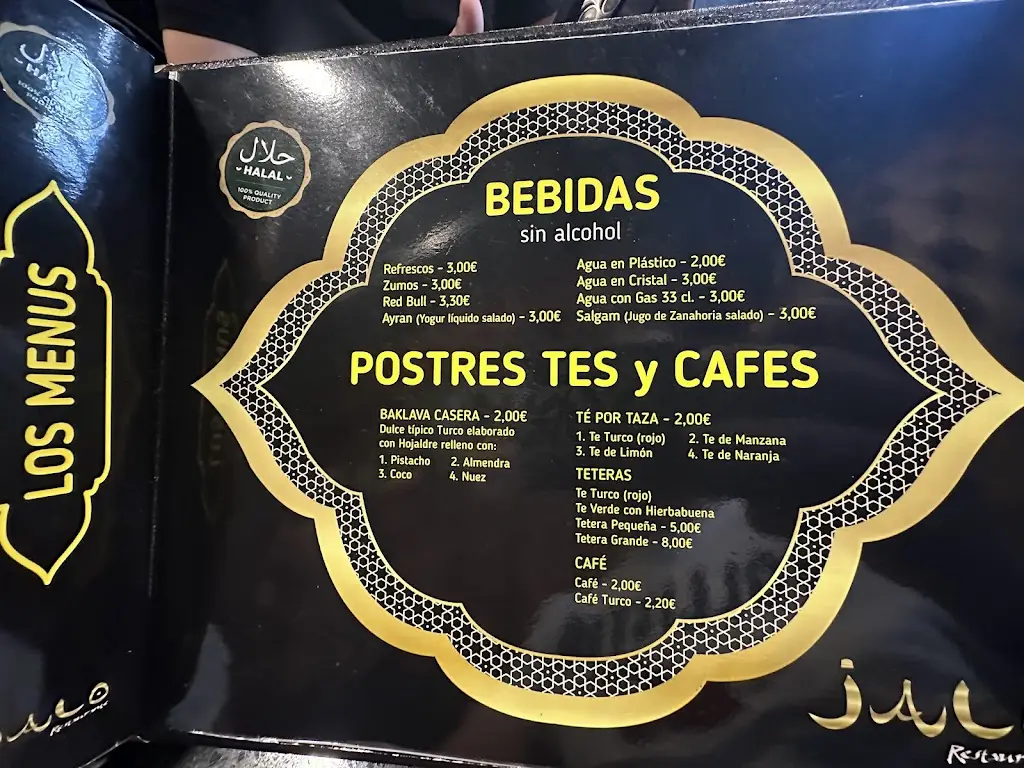 LOS MENUS
حلال
HALAL
100% QUALITY
PRODUCT
BEBIDAS
sin alcohol
Refrescos - 3,00€
Zumos - 3,00€
Red Bull - 3,30€
Ayran (Yogur líquido salado) - 3,00€
Agua en Plástico - 2,00€
Agua en Cristal - 3,00€
Agua con Gas 33 cl. - 3,00€
Salgam (Jugo de Zanahoria salado) - 3,00€
POSTRES TES y CAFES
BAKLAVA CASERA - 2,00€
Dulce típico Turco elaborado
con Hojaldre relleno con:
1. Pistacho 2. Almendra
3. Coco 4. Nuez
TÉ POR TAZA - 2,00€
1. Te Turco (rojo) 2. Te de Manzana
3. Te de Limón 4. Te de Naranja
TETERAS
Te Turco (rojo)
Te Verde con Hierbabuena
Tetera Pequeña - 5,00€
Tetera Grande - 8,00€
CAFÉ
Café - 2,00€
Café Turco - 2,20€